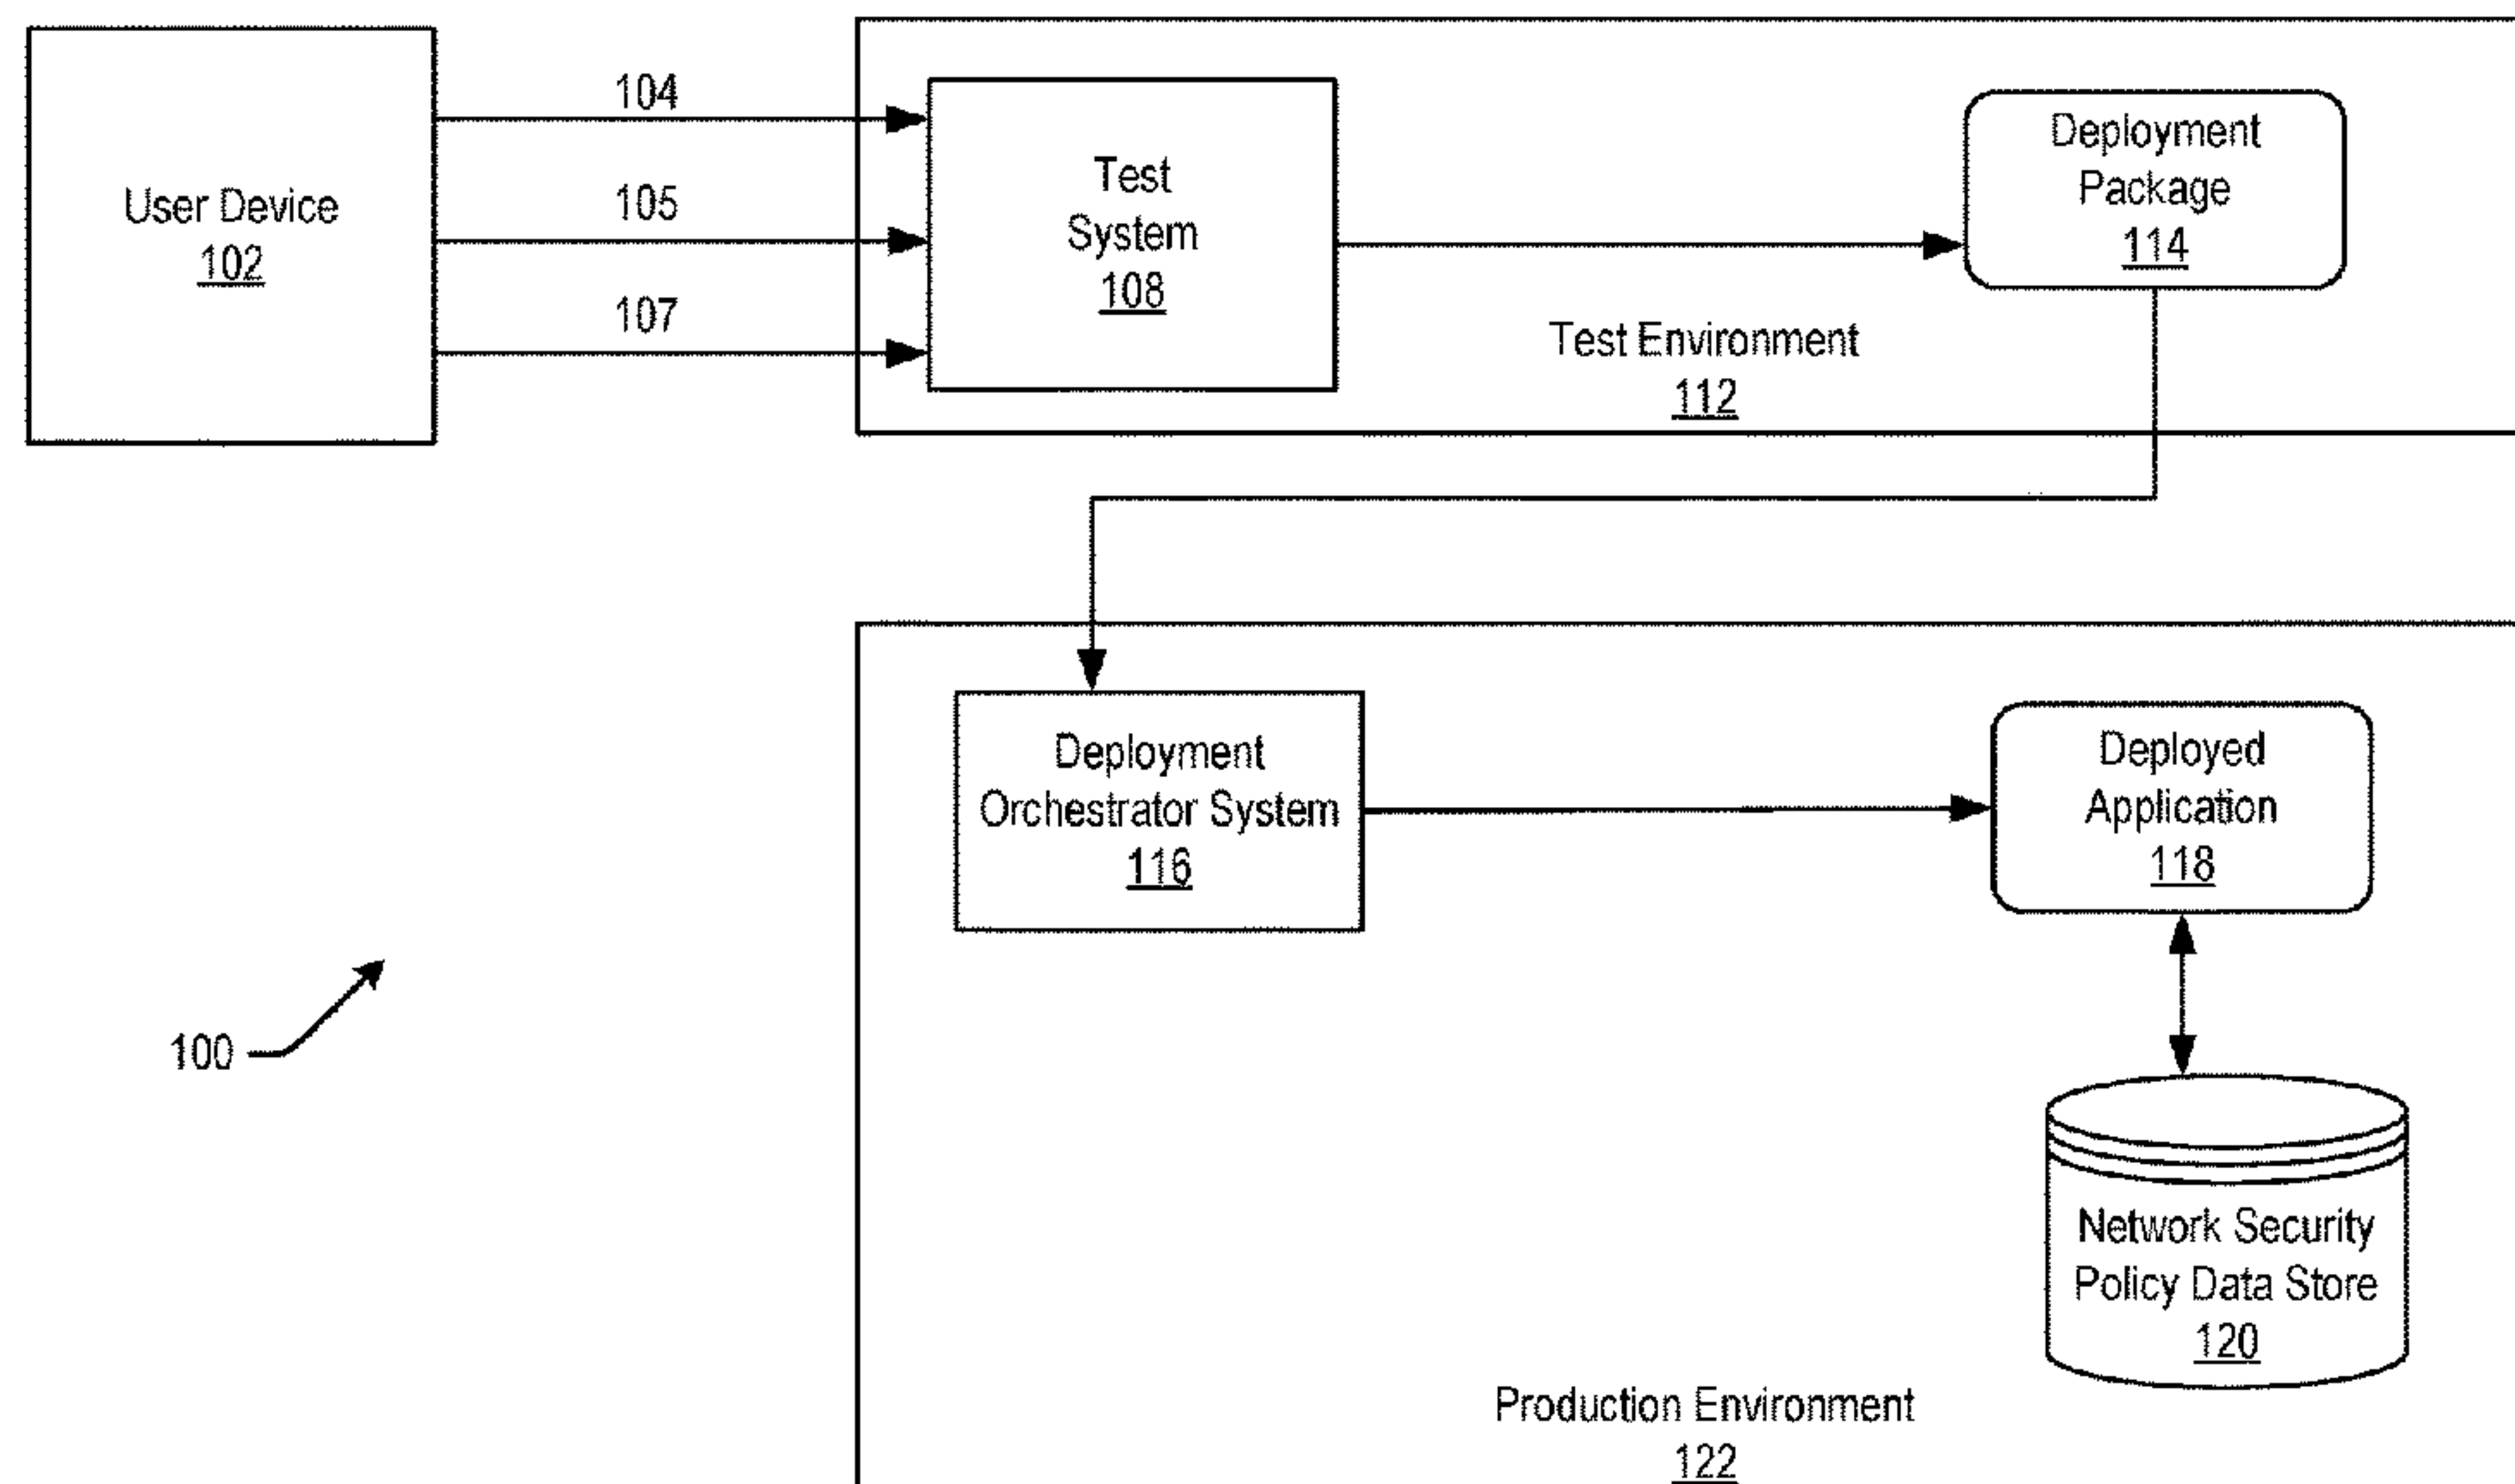 User Device
102
104
105
107
Test
System
108
Deployment
Package
114
Test Environment
112
Deployment
Orchestrator System
116
Deployed
Application
118
100
Network Security
Policy Data Store
120
Production Environment
122